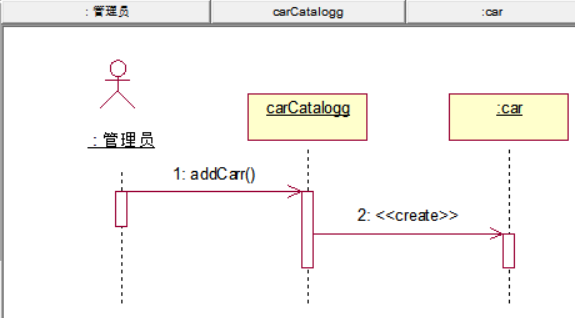 : 管理员
carCatalogg
:car
: 管理员
carCatalogg
:car
1: addCarr()
2: <<create>>